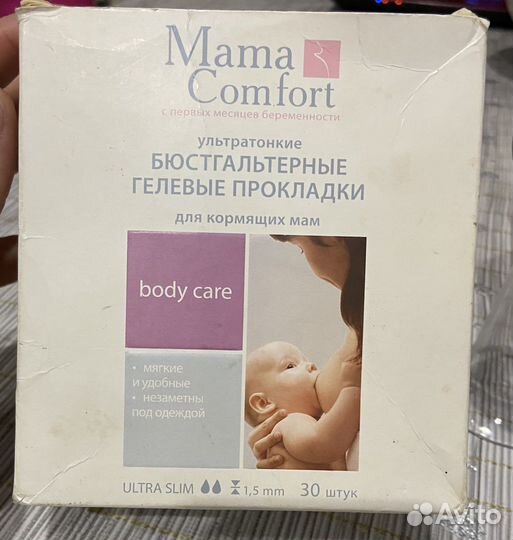 Mama
Comfort
с первых месяцев беременности
ультратонкие
БЮСТГАЛЬТЕРНЫЕ
ГЕЛЕВЫЕ ПРОКЛАДКИ
для кормящих мам
body care
• мягкие
и удобные
• незаметны
под одеждой
ULTRA SLIM 1,5 mm 30 штук
Avito